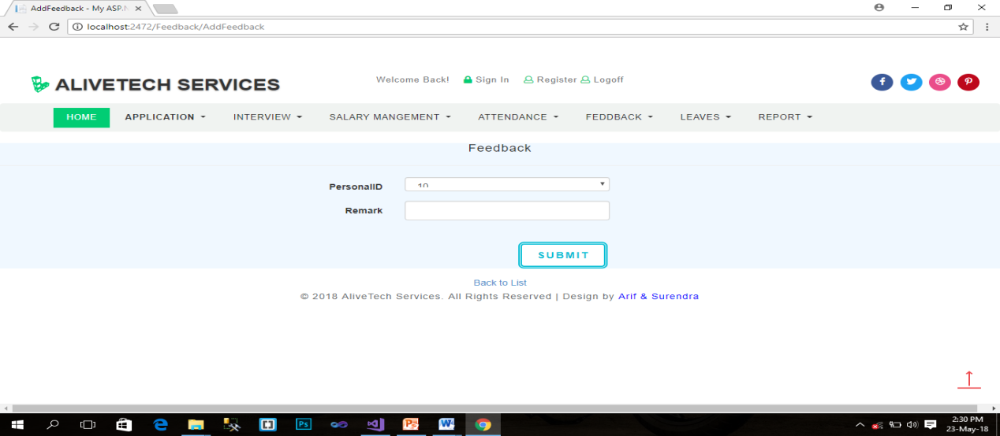 AddFeedback - My ASP.N
localhost:2472/Feedback/AddFeedback
ALIVETECH SERVICES
Welcome Back! Sign In Register Logoff
HOME APPLICATION INTERVIEW SALARY MANGEMENT ATTENDANCE FEDDBACK LEAVES REPORT
Feedback
PersonalID 10
Remark
SUBMIT
Back to List
© 2018 AliveTech Services. All Rights Reserved | Design by Arif & Surendra
2:30 PM
23-May-18